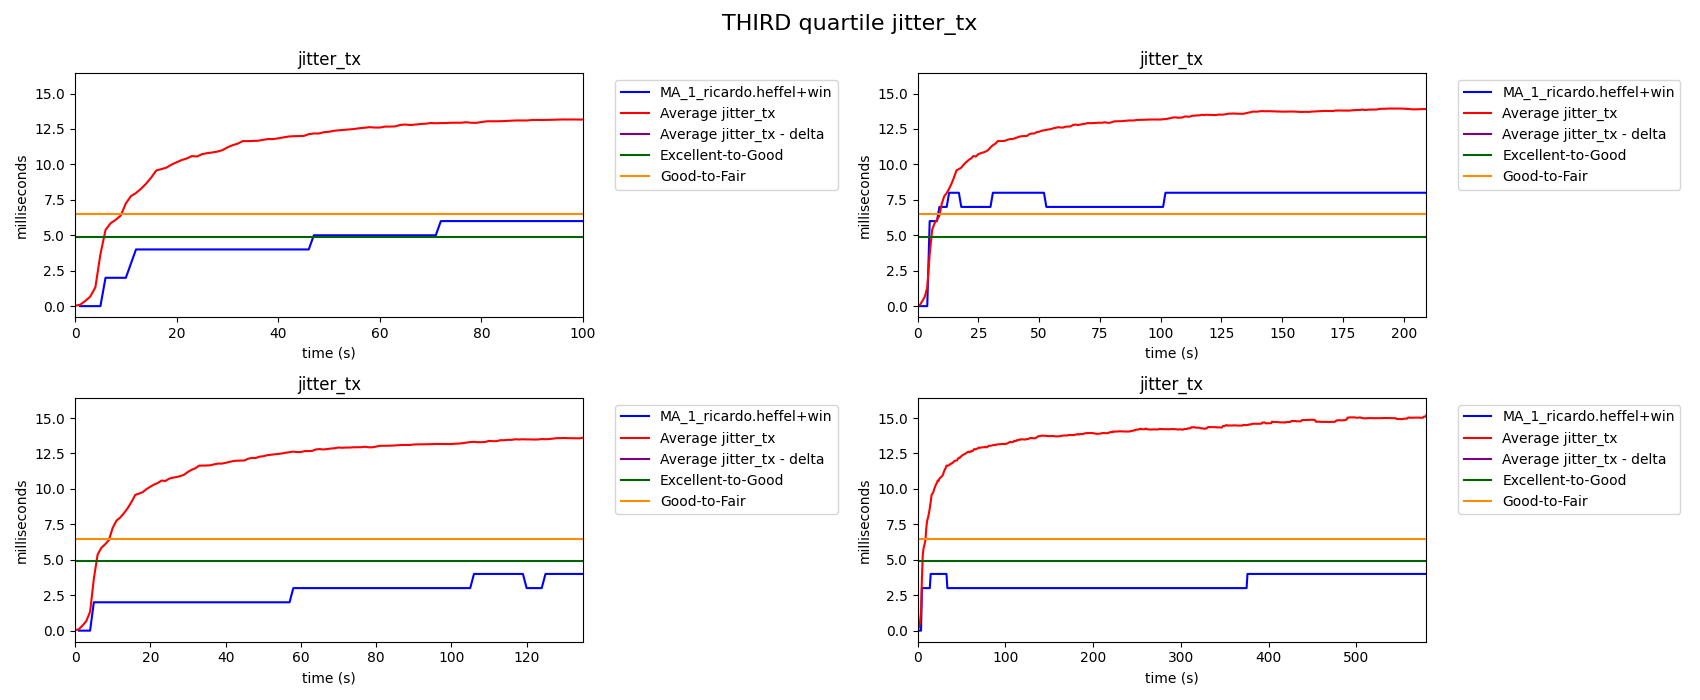 THIRD quartile jitter_tx
jitter_tx
milliseconds
15.0
12.5
10.0
7.5
5.0
2.5
0.0
0 20 40 60 80 100
time (s)
MA_1_ricardo.heffel+win
Average jitter_tx
Average jitter_tx - delta
Excellent-to-Good
Good-to-Fair
jitter_tx
milliseconds
15.0
12.5
10.0
7.5
5.0
2.5
0.0
0 25 50 75 100 125 150 175 200
time (s)
MA_1_ricardo.heffel+win
Average jitter_tx
Average jitter_tx - delta
Excellent-to-Good
Good-to-Fair
jitter_tx
milliseconds
15.0
12.5
10.0
7.5
5.0
2.5
0.0
0 20 40 60 80 100 120
time (s)
MA_1_ricardo.heffel+win
Average jitter_tx
Average jitter_tx - delta
Excellent-to-Good
Good-to-Fair
jitter_tx
milliseconds
15.0
12.5
10.0
7.5
5.0
2.5
0.0
0 100 200 300 400 500
time (s)
MA_1_ricardo.heffel+win
Average jitter_tx
Average jitter_tx - delta
Excellent-to-Good
Good-to-Fair